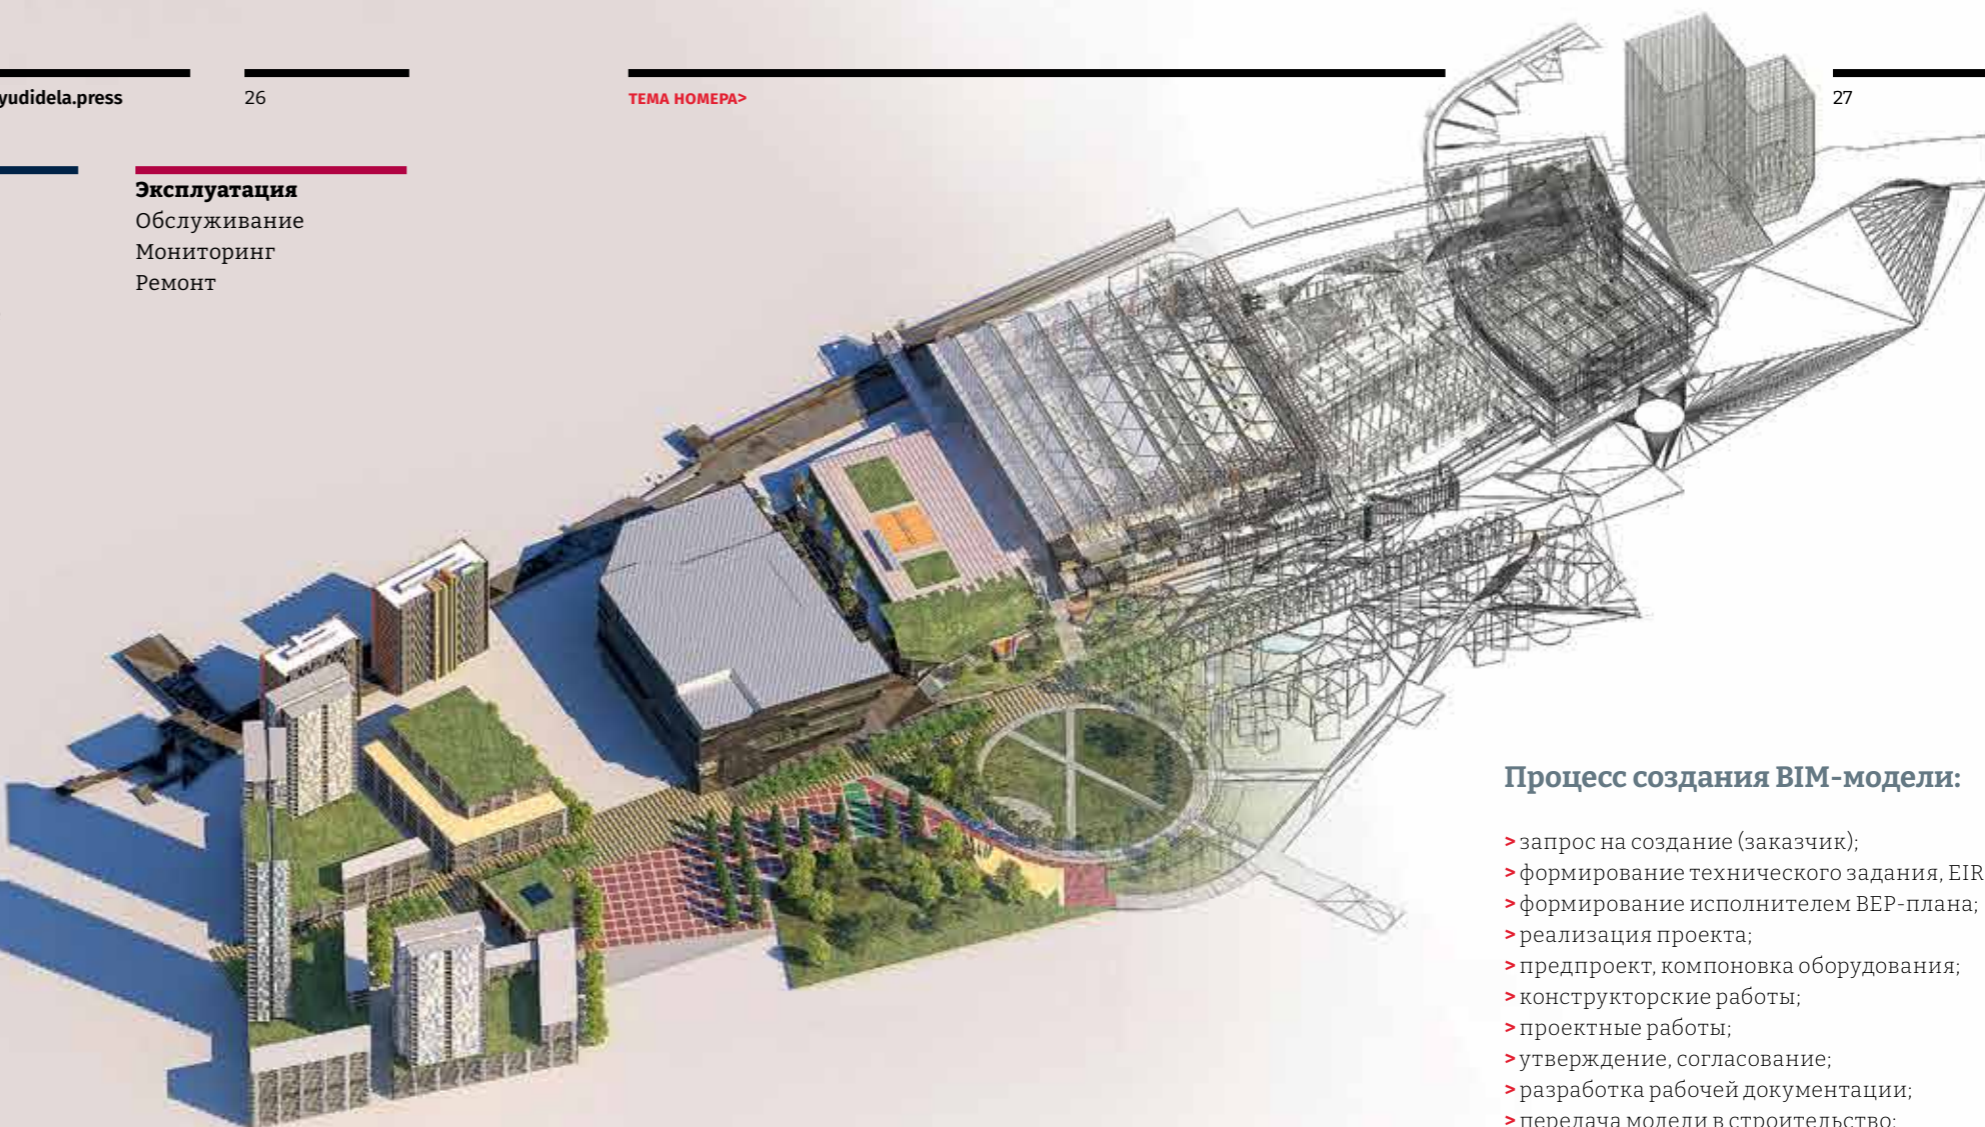 yudidela.press
26
ТЕМА НОМЕРА>
27
Эксплуатация
Обслуживание
Мониторинг
Ремонт
Процесс создания BIM-модели:
> запрос на создание (заказчик);
> формирование технического задания, EIR
> формирование исполнителем BEP-плана;
> реализация проекта;
> предпроект, компоновка оборудования;
> конструкторские работы;
> проектные работы;
> утверждение, согласование;
> разработка рабочей документации;
> передача модели в строительство;